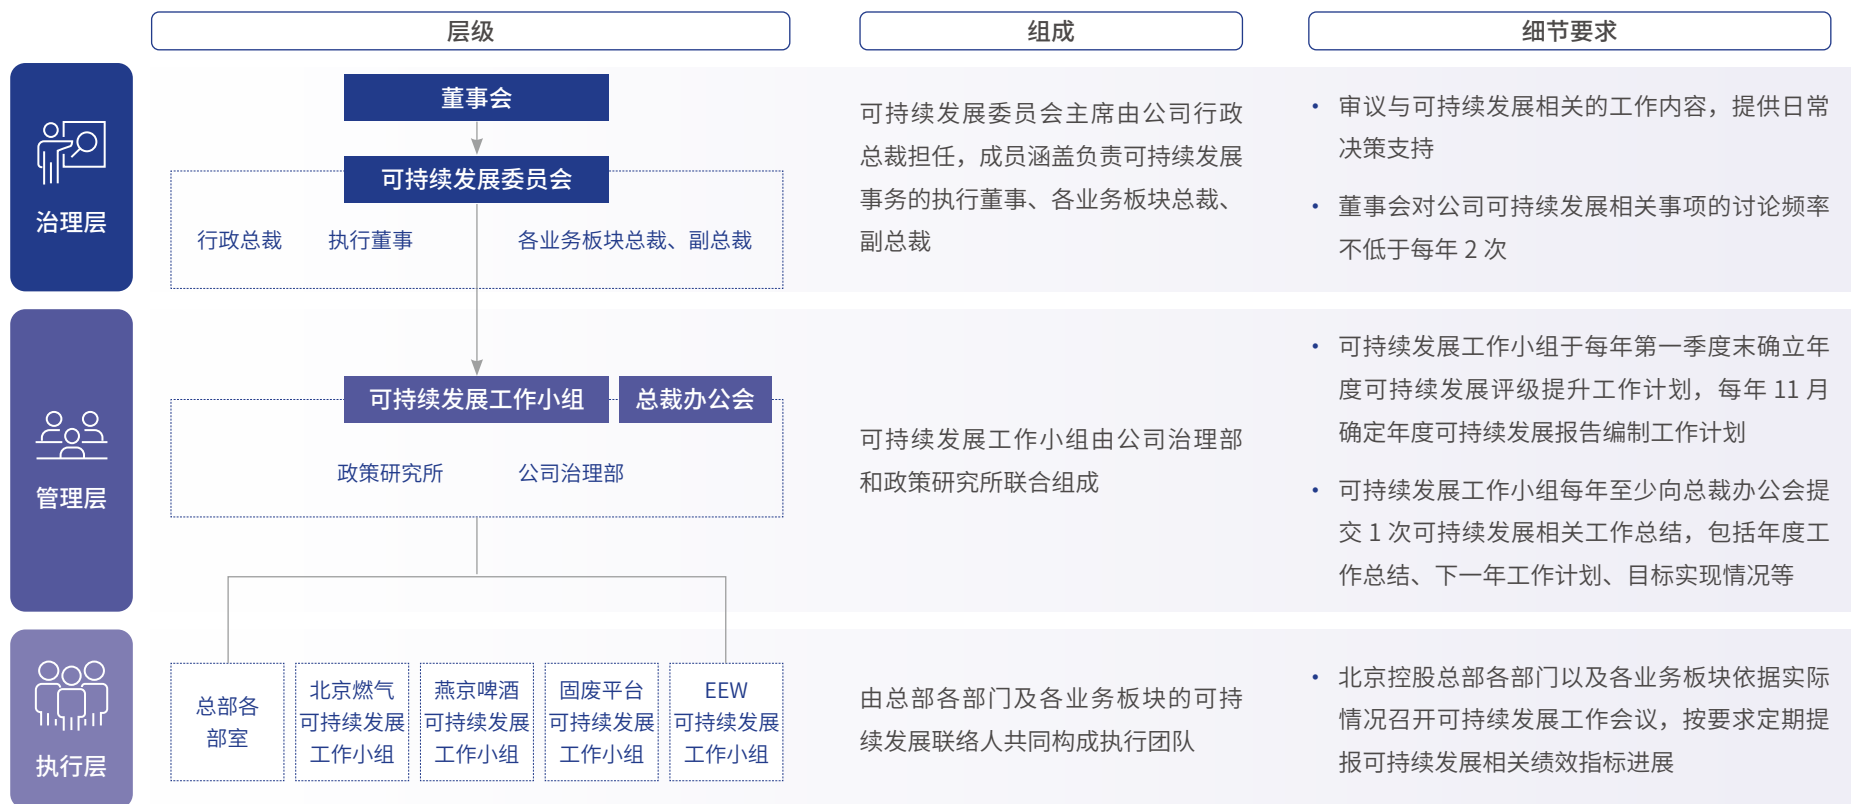 层级
组成
细节要求
治理层
董事会
可持续发展委员会
行政总裁
执行董事
各业务板块总裁、副总裁
可持续发展委员会主席由公司行政
总裁担任，成员涵盖负责可持续发展
事务的执行董事、各业务板块总裁、
副总裁
• 审议与可持续发展相关的工作内容，提供日常
决策支持
• 董事会对公司可持续发展相关事项的讨论频率
不低于每年 2 次
管理层
可持续发展工作小组
总裁办公会
政策研究所
公司治理部
可持续发展工作小组由公司治理部
和政策研究所联合组成
• 可持续发展工作小组于每年第一季度末确立年
度可持续发展评级提升工作计划，每年 11 月
确定年度可持续发展报告编制工作计划
• 可持续发展工作小组每年至少向总裁办公会提
交 1 次可持续发展相关工作总结，包括年度工
作总结、下一年工作计划、目标实现情况等
执行层
总部各
部室
北京燃气
可持续发展
工作小组
燕京啤酒
可持续发展
工作小组
固废平台
可持续发展
工作小组
EEW
可持续发展
工作小组
由总部各部门及各业务板块的可持
续发展联络人共同构成执行团队
• 北京控股总部各部门以及各业务板块依据实际
情况召开可持续发展工作会议，按要求定期提
报可持续发展相关绩效指标进展